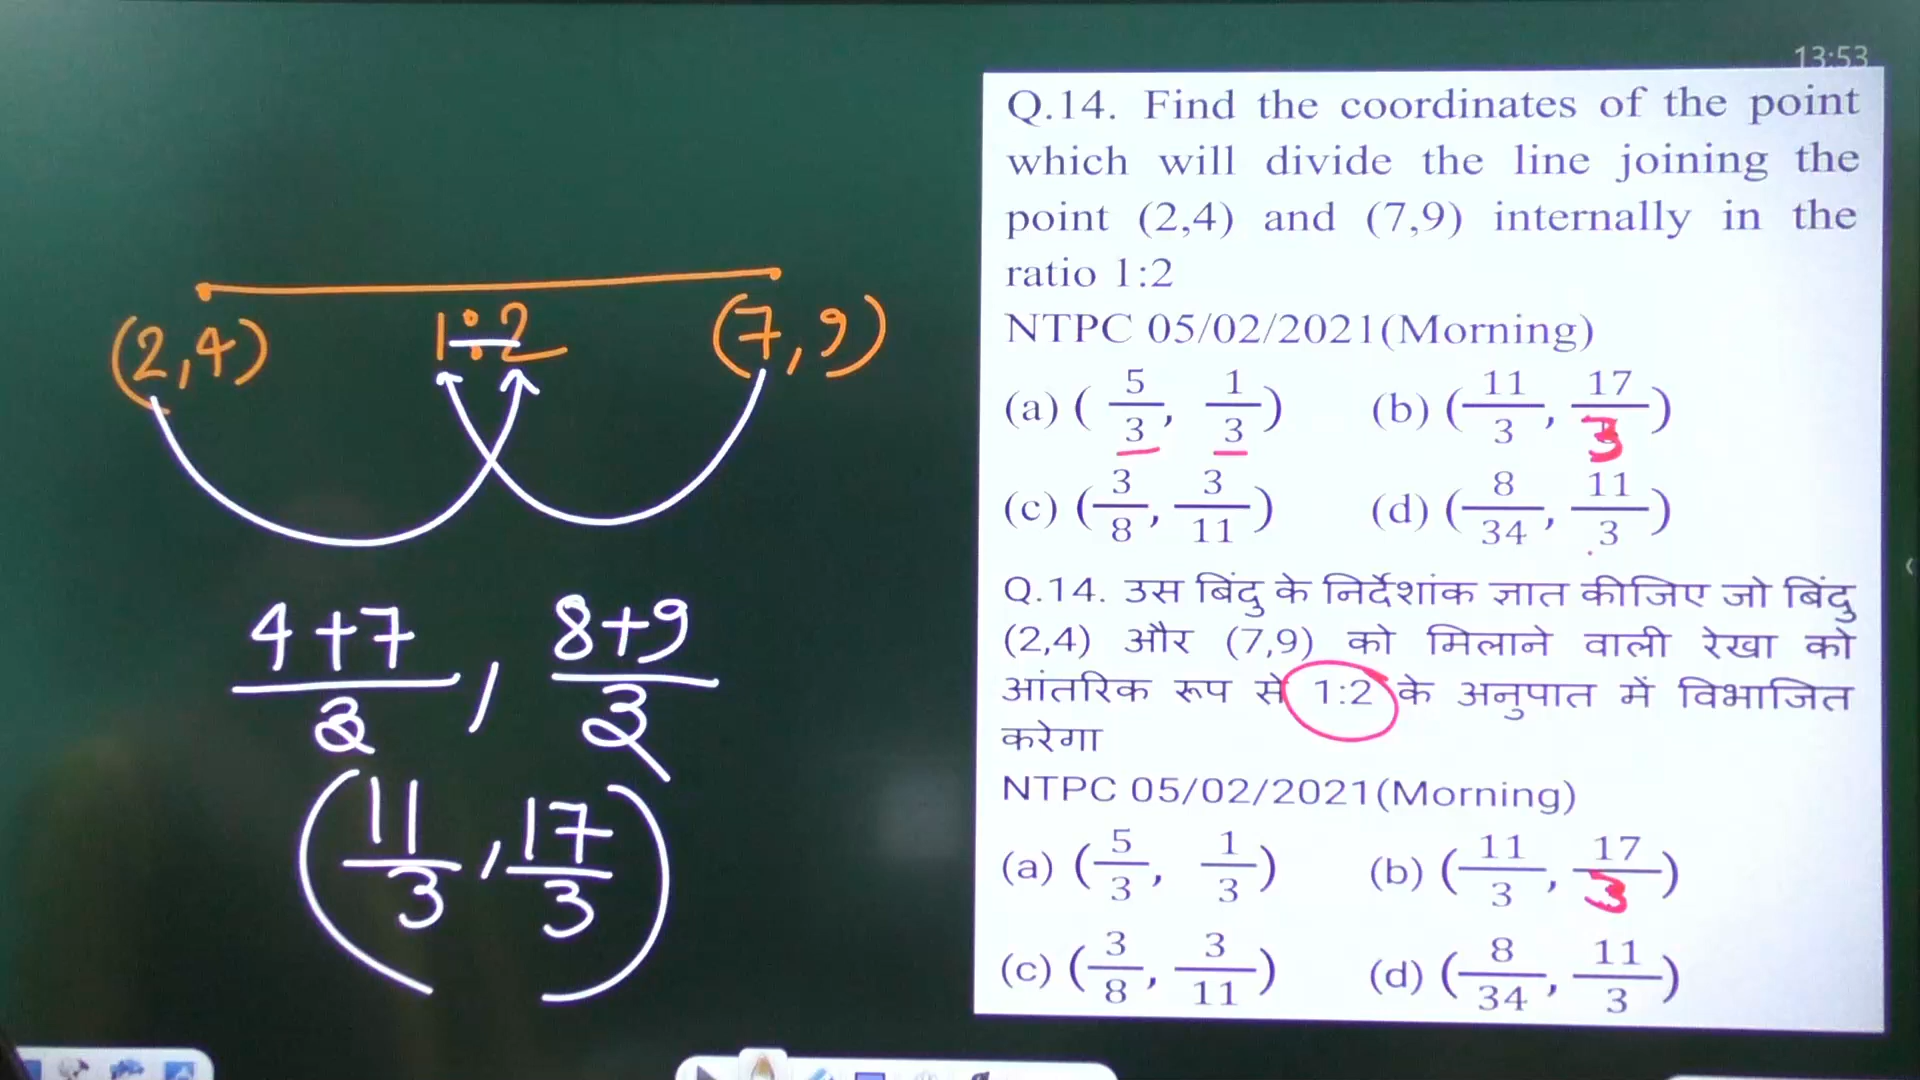 13:53
(2,4) 1:2 (7,9)
4+7 / 3 , 8+9 / 3
(11/3, 17/3)
Q.14. Find the coordinates of the point
which will divide the line joining the
point (2,4) and (7,9) internally in the
ratio 1:2
NTPC 05/02/2021(Morning)
(a) (5/3, 1/3) (b) (11/3, 17/3)
(c) (3/8, 3/11) (d) (8/34, 11/3)
Q.14. उस बिंदु के निर्देशांक ज्ञात कीजिए जो बिंदु
(2,4) और (7,9) को मिलाने वाली रेखा को
आंतरिक रूप से 1:2 के अनुपात में विभाजित
करेगा
NTPC 05/02/2021(Morning)
(a) (5/3, 1/3) (b) (11/3, 17/3)
(c) (3/8, 3/11) (d) (8/34, 11/3)